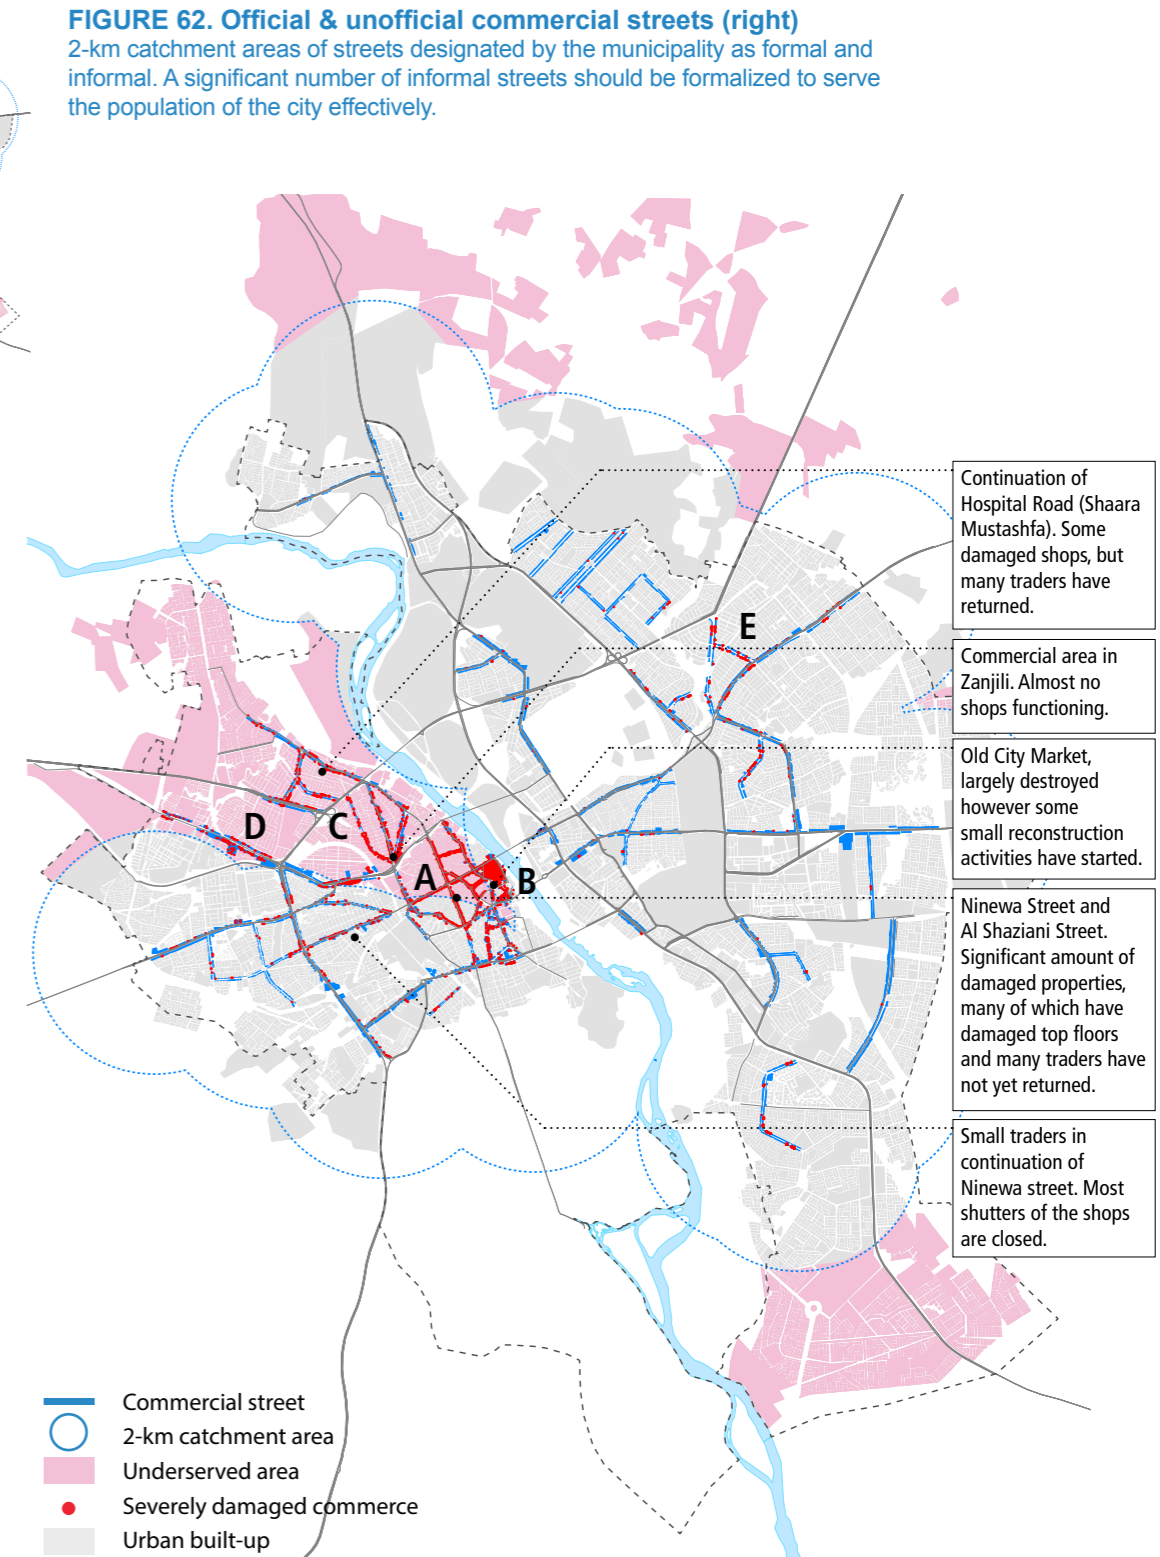 FIGURE 62. Official & unofficial commercial streets (right)
2-km catchment areas of streets designated by the municipality as formal and
informal. A significant number of informal streets should be formalized to serve
the population of the city effectively.
Continuation of
Hospital Road (Shaara
Mustashfa). Some
damaged shops, but
many traders have
returned.
E
Commercial area in
Zanjili. Almost no
shops functioning.
Old City Market,
largely destroyed
however some
small reconstruction
activities have started.
D
C
A
B
Ninewa Street and
Al Shaziani Street.
Significant amount of
damaged properties,
many of which have
damaged top floors
and many traders have
not yet returned.
Small traders in
continuation of
Ninewa street. Most
shutters of the shops
are closed.
Commercial street
2-km catchment area
Underserved area
Severely damaged commerce
Urban built-up